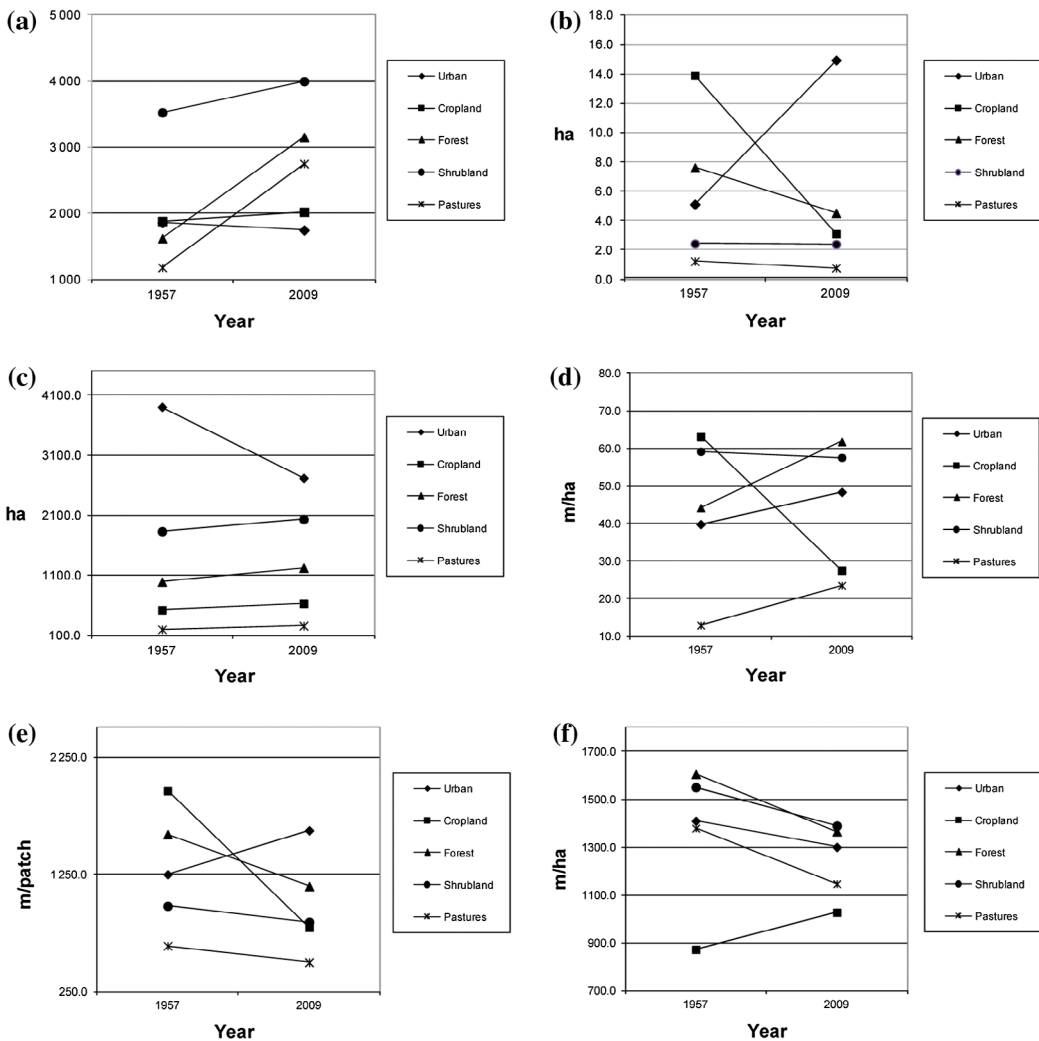 (a)
5 000
4 000
3 000
2 000
1 000
1957
2009
Year
Urban
Cropland
Forest
Shrubland
Pastures
(b)
ha
18.0
16.0
14.0
12.0
10.0
8.0
6.0
4.0
2.0
0.0
1957
2009
Year
Urban
Cropland
Forest
Shrubland
Pastures
(c)
ha
4100.0
3100.0
2100.0
1100.0
100.0
1957
2009
Year
Urban
Cropland
Forest
Shrubland
Pastures
(d)
m/ha
80.0
70.0
60.0
50.0
40.0
30.0
20.0
10.0
1957
2009
Year
Urban
Cropland
Forest
Shrubland
Pastures
(e)
m/patch
2 250.0
1 250.0
250.0
1957
2009
Year
Urban
Cropland
Forest
Shrubland
Pastures
(f)
m/ha
1700.0
1500.0
1300.0
1100.0
900.0
700.0
1957
2009
Year
Urban
Cropland
Forest
Shrubland
Pastures